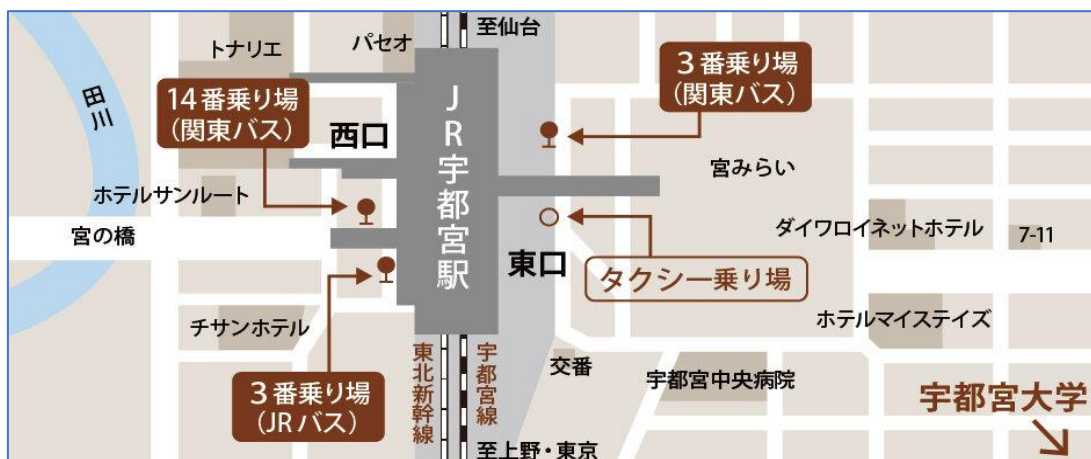 至仙台
トナリエ
パセオ
3番乗り場
(関東バス)
田川
14番乗り場
(関東バス)
西口
JR宇都宮駅
宮みらい
ホテルサンルート
宮の橋
ダイワロイネットホテル
7-11
東口
タクシー乗り場
チサンホテル
ホテルマイステイズ
東北新幹線
宇都宮線
交番
宇都宮中央病院
3番乗り場
(JRバス)
宇都宮大学
至上野・東京